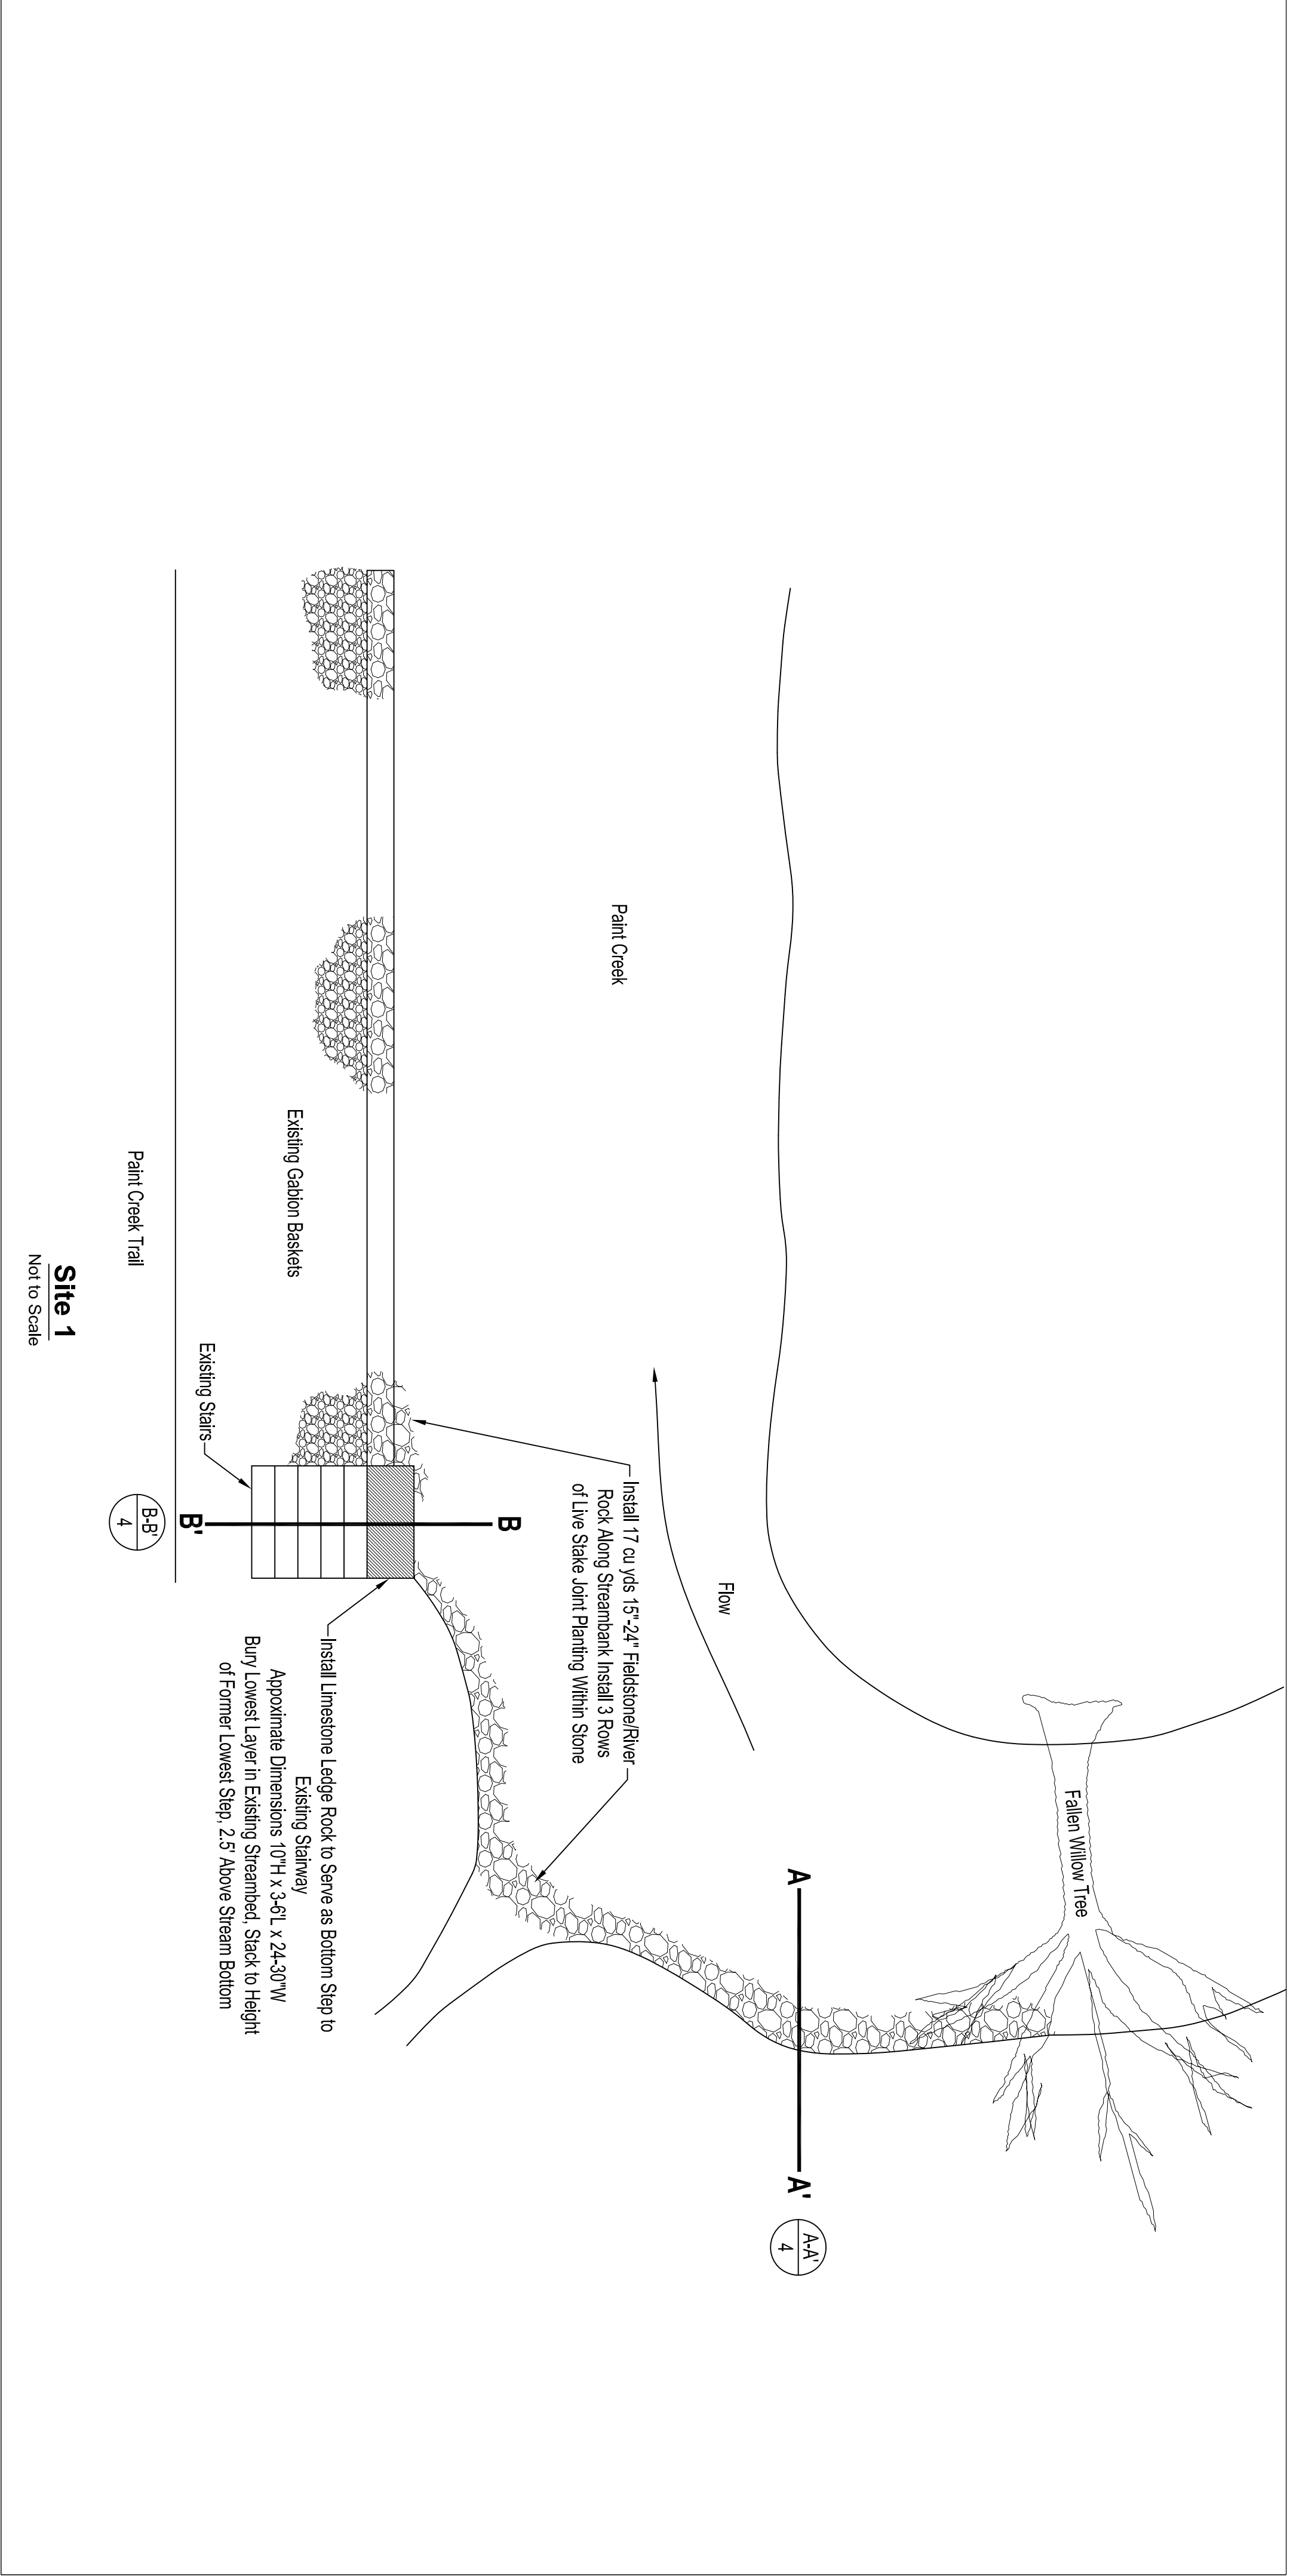 Fallen Willow Tree
A
A'
A-A'
4
Flow
Paint Creek
Install 17 cu yds 15"-24" Fieldstone/River
Rock Along Streambank Install 3 Rows
of Live Stake Joint Planting Within Stone
B
B'
B-B'
4
Install Limestone Ledge Rock to Serve as Bottom Step to
Existing Stairway
Appoximate Dimensions 10"H x 3-6'L x 24-30"W
Bury Lowest Layer in Existing Streambed, Stack to Height
of Former Lowest Step, 2.5' Above Stream Bottom
Existing Gabion Baskets
Existing Stairs
Paint Creek Trail
Site 1
Not to Scale